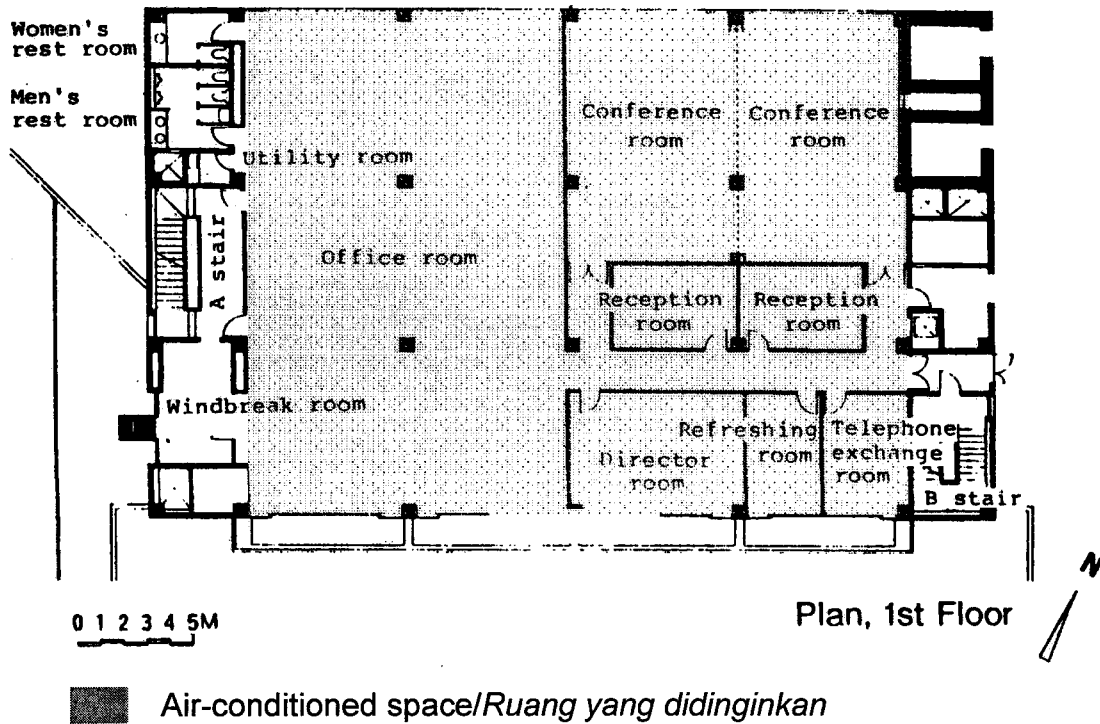 Women's
rest room
Men's
rest room
Utility room
Conference
room
Conference
room
A stair
Office room
Reception
room
Reception
room
Windbreak room
Director
room
Refreshing
room
Telephone
exchange
room
B stair
N
0 1 2 3 4 5M
Plan, 1st Floor
Air-conditioned space/Ruang yang didinginkan